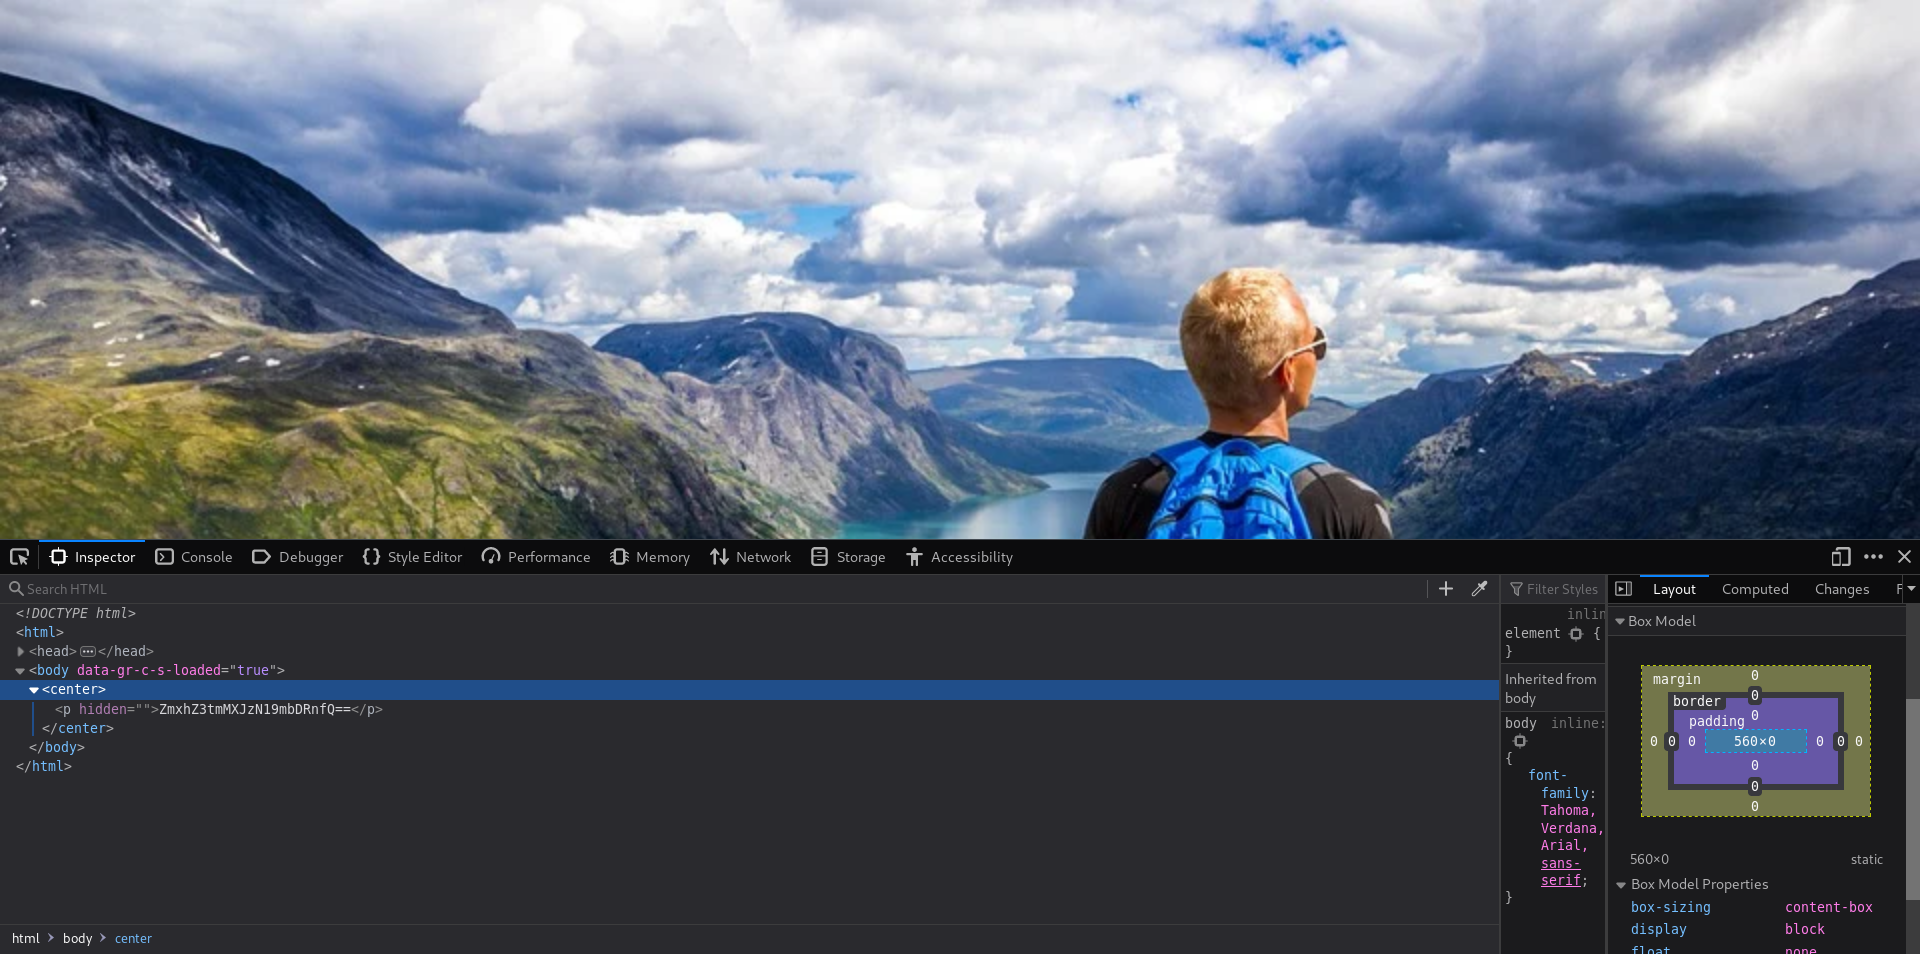 Inspector Console Debugger Style Editor Performance Memory Network Storage Accessibility
Search HTML
Filter Styles
Layout Computed Changes
<!DOCTYPE html>
<html>
<head></head>
<body data-gr-c-s-loaded="true">
<center>
<p hidden="">ZmxhZ3tmMXJzN19mbDRnfQ==</p>
</center>
</body>
</html>
html body center
inlin
element {
}
Inherited from
body
body inline:
{
font-
family:
Tahoma,
Verdana,
Arial,
sans-
serif;
}
Box Model
margin 0
border 0
padding 0
0 0 0 560×0 0 0 0
0
0
0
560×0 static
Box Model Properties
box-sizing content-box
display block
float none